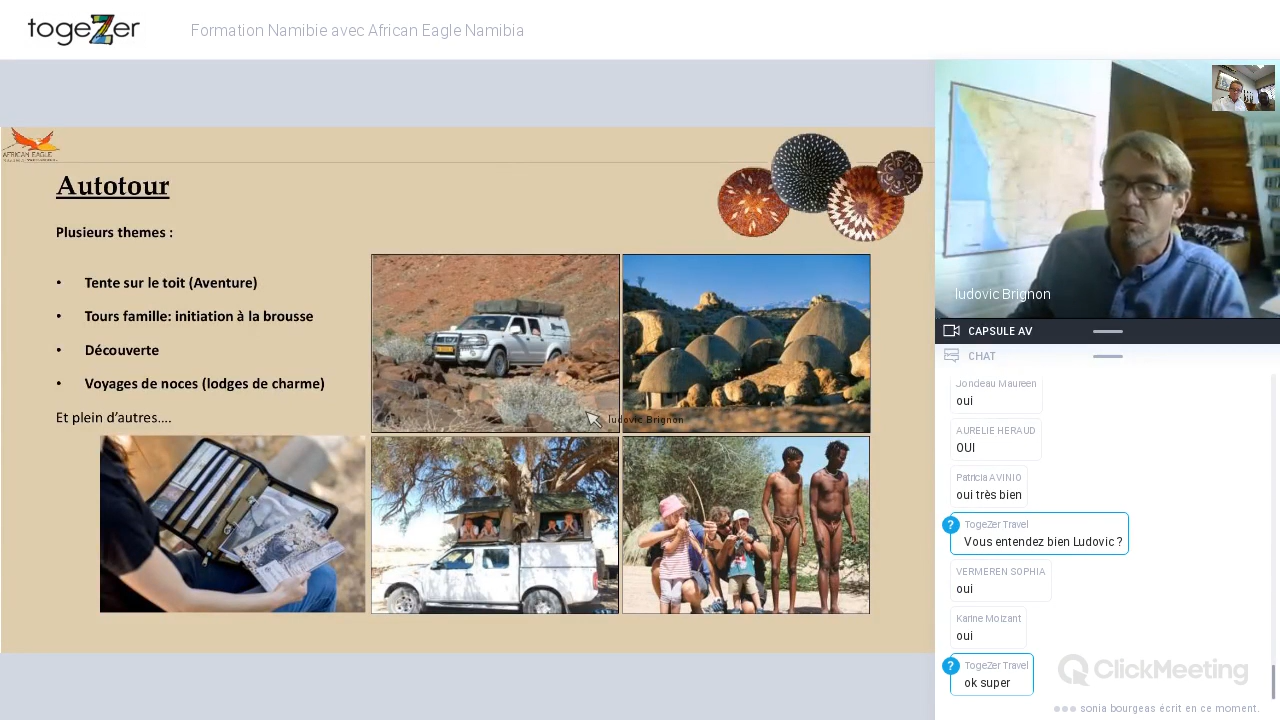 togeZer
Formation Namibie avec African Eagle Namibia
AFRICAN EAGLE
Autotour
Plusieurs themes :
• Tente sur le toit (Aventure)
• Tours famille: initiation à la brousse
• Découverte
• Voyages de noces (lodges de charme)
Et plein d'autres....
ludovic Brignon
ludovic Brignon
CAPSULE AV
CHAT
Jondeau Maureen
oui
AURELIE HERAUD
OUI
Patricia AVINIO
oui très bien
?
TogeZer Travel
Vous entendez bien Ludovic ?
VERMEREN SOPHIA
oui
Karine Moizant
oui
?
TogeZer Travel
ok super
ClickMeeting
sonia bourgeas écrit en ce moment.